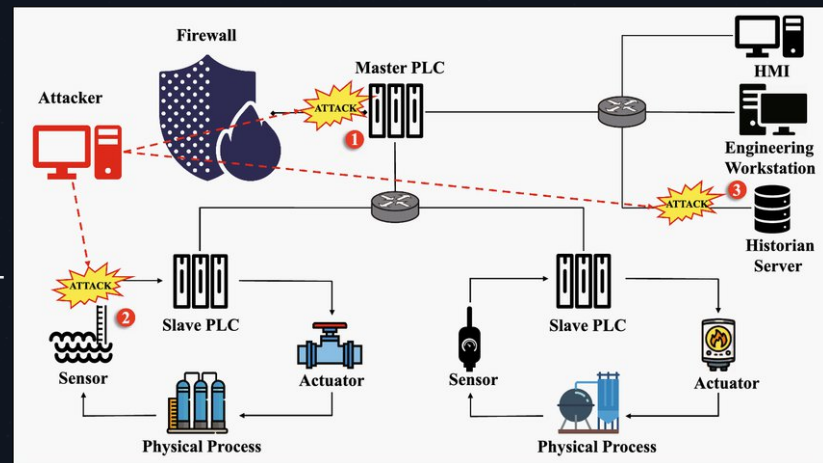 Firewall
Master PLC
HMI
Attacker
ATTACK
1
Engineering
Workstation
ATTACK
3
Historian
Server
ATTACK
2
Slave PLC
Slave PLC
Sensor
Actuator
Sensor
Actuator
Physical Process
Physical Process